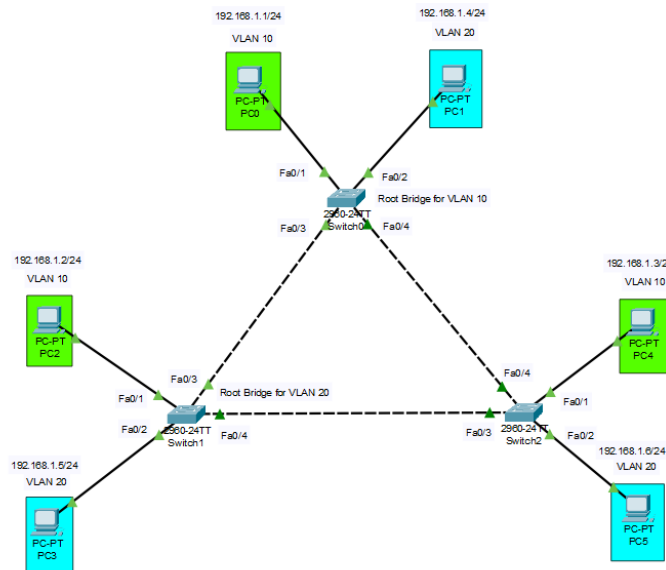 192.168.1.1/24
VLAN 10
192.168.1.4/24
VLAN 20
PC-PT
PC0
PC-PT
PC1
Fa0/1
Fa0/2
Root Bridge for VLAN 10
2960-24TT
Switch0
Fa0/3
Fa0/4
192.168.1.2/24
VLAN 10
PC-PT
PC2
192.168.1.3/2
VLAN 10
PC-PT
PC4
Fa0/3
Fa0/4
Fa0/1
Root Bridge for VLAN 20
Fa0/1
Fa0/2
2960-24TT
Switch1
Fa0/4
Fa0/3
2960-24TT
Switch2
Fa0/2
192.168.1.5/24
VLAN 20
PC-PT
PC3
192.168.1.6/24
VLAN 20
PC-PT
PC5